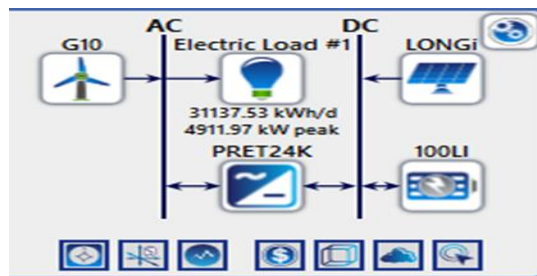 AC DC
G10 Electric Load #1 LONGi
31137.53 kWh/d
4911.97 kW peak
PRET24K 100LI